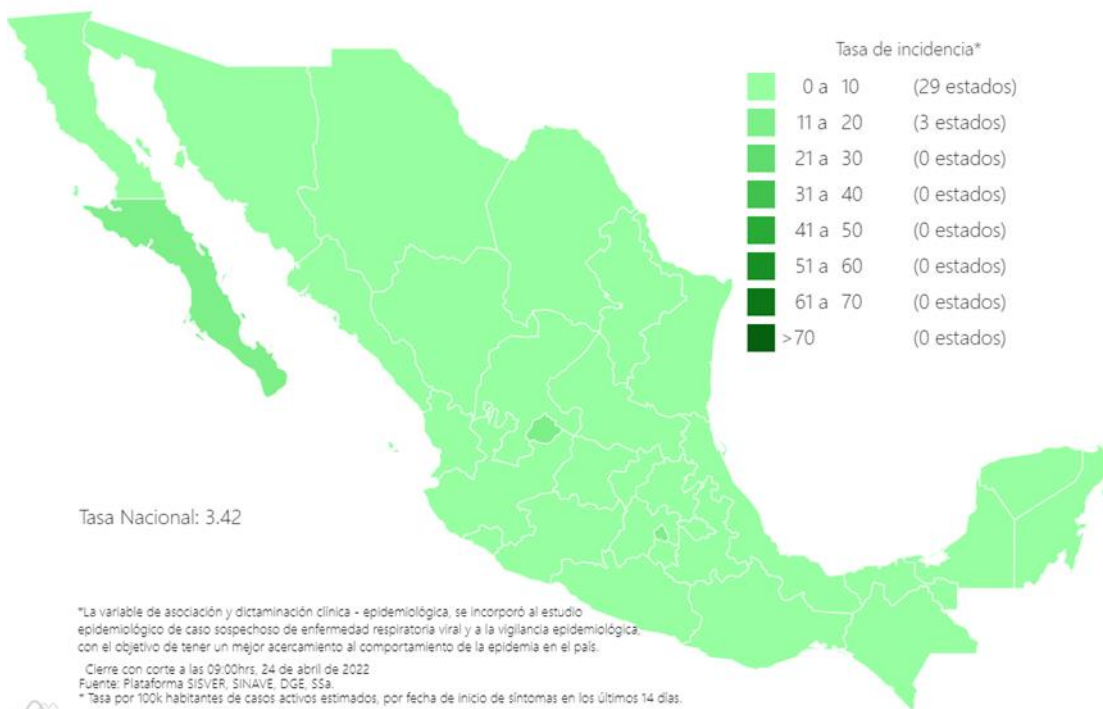 Tasa de incidencia*
0 a 10 (29 estados)
11 a 20 (3 estados)
21 a 30 (0 estados)
31 a 40 (0 estados)
41 a 50 (0 estados)
51 a 60 (0 estados)
61 a 70 (0 estados)
>70 (0 estados)
Tasa Nacional: 3.42
*La variable de asociación y dictaminación clínica - epidemiológica, se incorporó al estudio
epidemiológico de caso sospechoso de enfermedad respiratoria viral y a la vigilancia epidemiológica,
con el objetivo de tener un mejor acercamiento al comportamiento de la epidemia en el país.
Cierre con corte a las 09:00hrs, 24 de abril de 2022
Fuente: Plataforma SISVER, SINAVE, DGE, SSa.
* Tasa por 100k habitantes de casos activos estimados, por fecha de inicio de síntomas en los últimos 14 días.